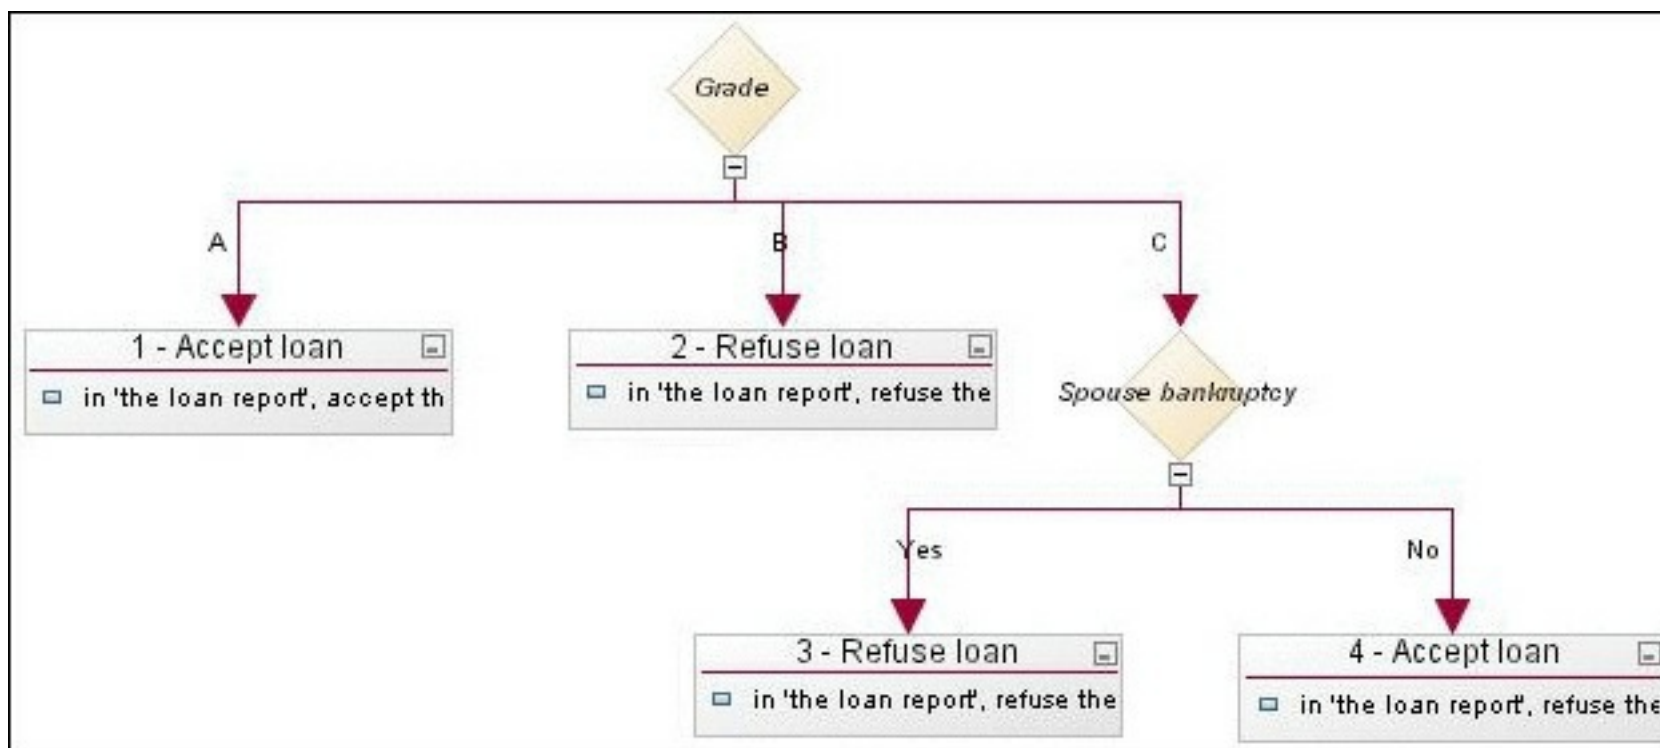 Grade
A
B
C
1 - Accept loan
in 'the loan report', accept th
2 - Refuse loan
in 'the loan report', refuse the
Spouse bankruptcy
Yes
No
3 - Refuse loan
in 'the loan report', refuse the
4 - Accept loan
in 'the loan report', refuse the